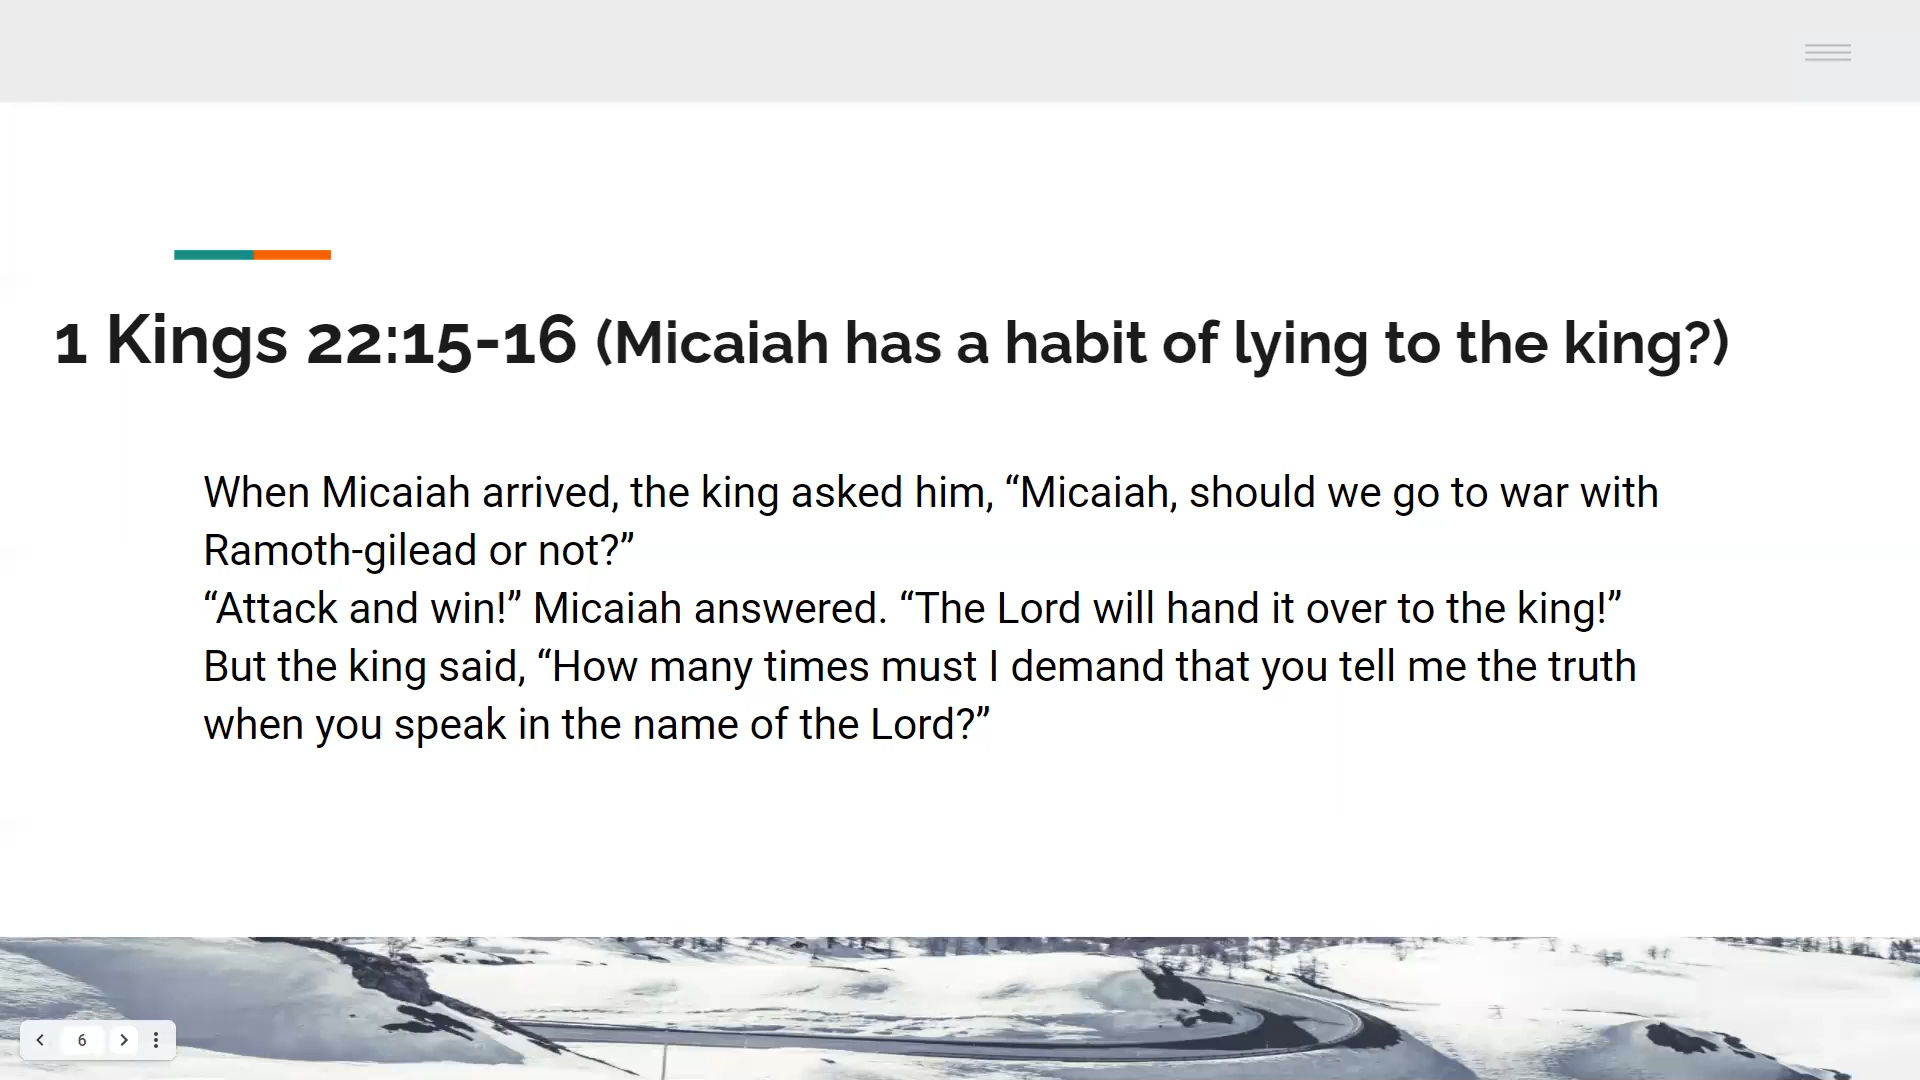 1 Kings 22:15-16 (Micaiah has a habit of lying to the king?)
When Micaiah arrived, the king asked him, “Micaiah, should we go to war with
Ramoth-gilead or not?”
“Attack and win!” Micaiah answered. “The Lord will hand it over to the king!”
But the king said, “How many times must I demand that you tell me the truth
when you speak in the name of the Lord?”
6